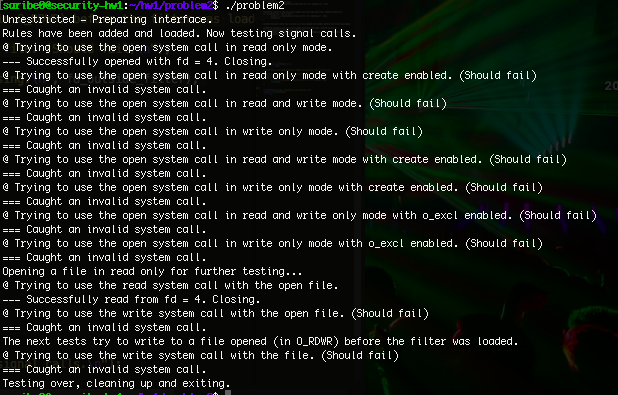 saribe0@security-hw1:~/hw1/problem2$ ./problem2
Unrestricted - Preparing interface.
Rules have been added and loaded. Now testing signal calls.
@ Trying to use the open system call in read only mode.
--- Successfully opened with fd = 4. Closing.
@ Trying to use the open system call in read only mode with create enabled. (Should fail)
=== Caught an invalid system call.
@ Trying to use the open system call in read and write mode. (Should fail)
=== Caught an invalid system call.
@ Trying to use the open system call in write only mode. (Should fail)
=== Caught an invalid system call.
@ Trying to use the open system call in read and write mode with create enabled. (Should fail)
=== Caught an invalid system call.
@ Trying to use the open system call in write only mode with create enabled. (Should fail)
=== Caught an invalid system call.
@ Trying to use the open system call in read and write only mode with o_excl enabled. (Should fail)
=== Caught an invalid system call.
@ Trying to use the open system call in write only mode with o_excl enabled. (Should fail)
=== Caught an invalid system call.
Opening a file in read only for further testing...
@ Trying to use the read system call with the open file.
--- Successfully read from fd = 4. Closing.
@ Trying to use the write system call with the open file. (Should fail)
=== Caught an invalid system call.
The next tests try to write to a file opened (in O_RDWR) before the filter was loaded.
@ Trying to use the write system call with the file. (Should fail)
=== Caught an invalid system call.
Testing over, cleaning up and exiting.